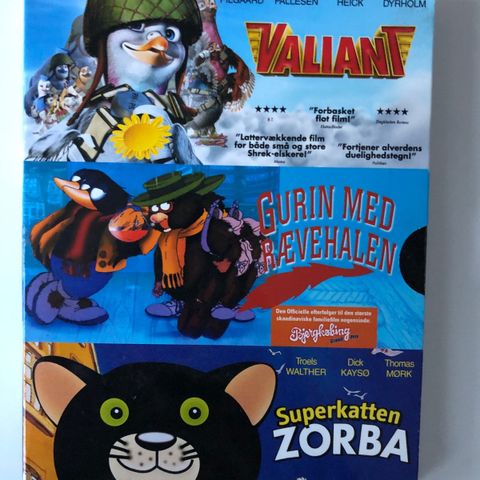 PILGAARD PALLESEN HEICK DYRHOLM
VALIANT
"Forbasket
flot film!"
"Lattervækkende film
for både små og store
Shrek-elskere!"
"Fortjener alverdens
duelighedstegn!"
GURIN MED
RÆVEHALEN
Den Officielle efterfølger til den største
skandinaviske familiefilm nogensinde:
Bjergkøbing
Troels Dick Thomas
WALTHER KAYSØ MØRK
Superkatten
ZORBA